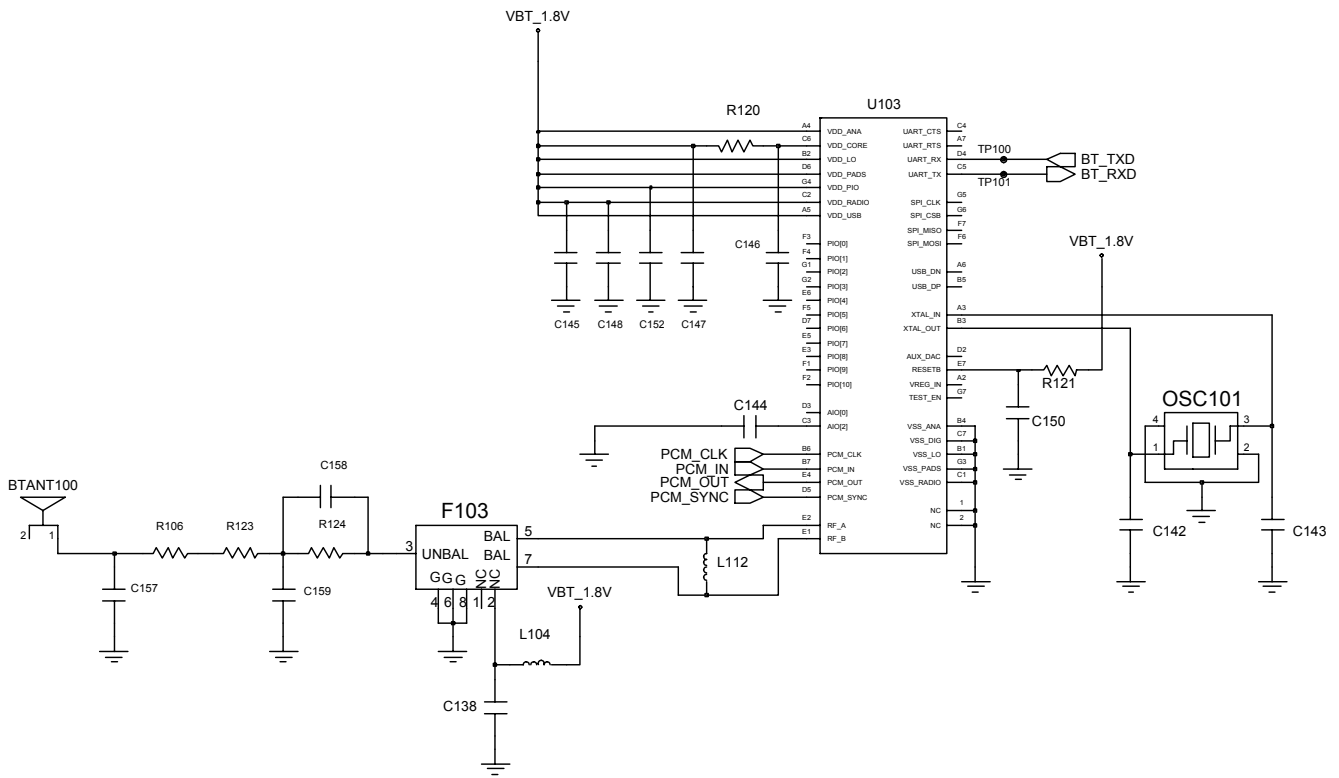 VBT_1.8V
R120
U103
A4 VDD_ANA
C6 VDD_CORE
B2 VDD_LO
D6 VDD_PADS
G4 VDD_PIO
C2 VDD_RADIO
A5 VDD_USB
F3 PIO[0]
F4 PIO[1]
G1 PIO[2]
G2 PIO[3]
E6 PIO[4]
F5 PIO[5]
D7 PIO[6]
E5 PIO[7]
E3 PIO[8]
F1 PIO[9]
F2 PIO[10]
D3 AIO[0]
C3 AIO[2]
B6 PCM_CLK
B7 PCM_IN
E4 PCM_OUT
D5 PCM_SYNC
E2 RF_A
E1 RF_B
UART_CTS C4
UART_RTS A7
UART_RX D4
UART_TX C5
SPI_CLK G5
SPI_CSB G6
SPI_MISO F7
SPI_MOSI F6
USB_DN A6
USB_DP B5
XTAL_IN A3
XTAL_OUT B3
AUX_DAC D2
RESETB E7
VREG_IN A2
TEST_EN G7
VSS_ANA B4
VSS_DIG C7
VSS_LO B1
VSS_PADS G3
VSS_RADIO C1
NC 1
NC 2
TP100
BT_TXD
TP101
BT_RXD
VBT_1.8V
R121
C150
OSC101
4
3
1
2
C142
C143
C146
C145
C148
C152
C147
C144
PCM_CLK
PCM_IN
PCM_OUT
PCM_SYNC
BTANT100
2
1
C157
R106
R123
C158
R124
C159
F103
3 UNBAL
BAL 5
BAL 7
G G G NC NC
4 6 8 1 2
L112
VBT_1.8V
L104
C138